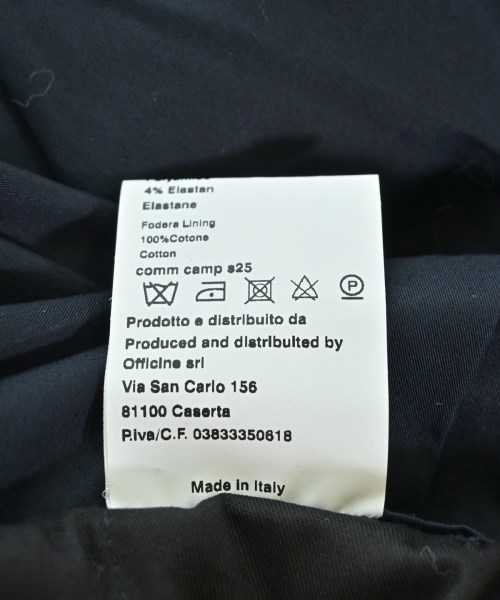 4% Elastan
Elastane
Fodera Lining
100%Cotone
Cotton
comm camp s25
P
Prodotto e distribuito da
Produced and distribuited by
Officine srl
Via San Carlo 156
81100 Caserta
P.iva/C.F. 03833350618
Made in Italy